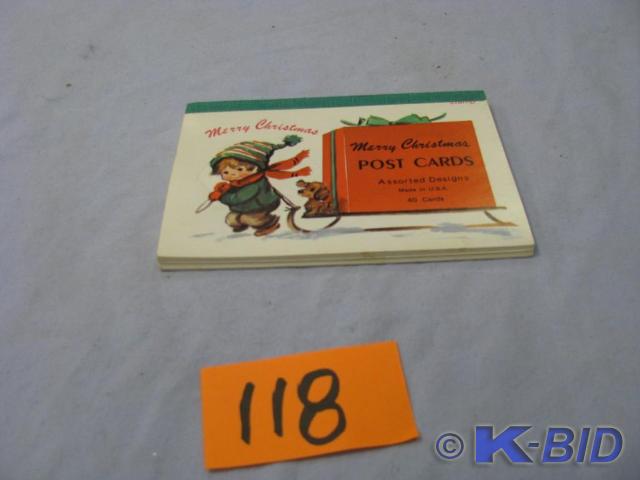 Merry Christmas
Merry Christmas
POST CARDS
Assorted Designs
Made in U.S.A.
40 Cards
118
© K-BID